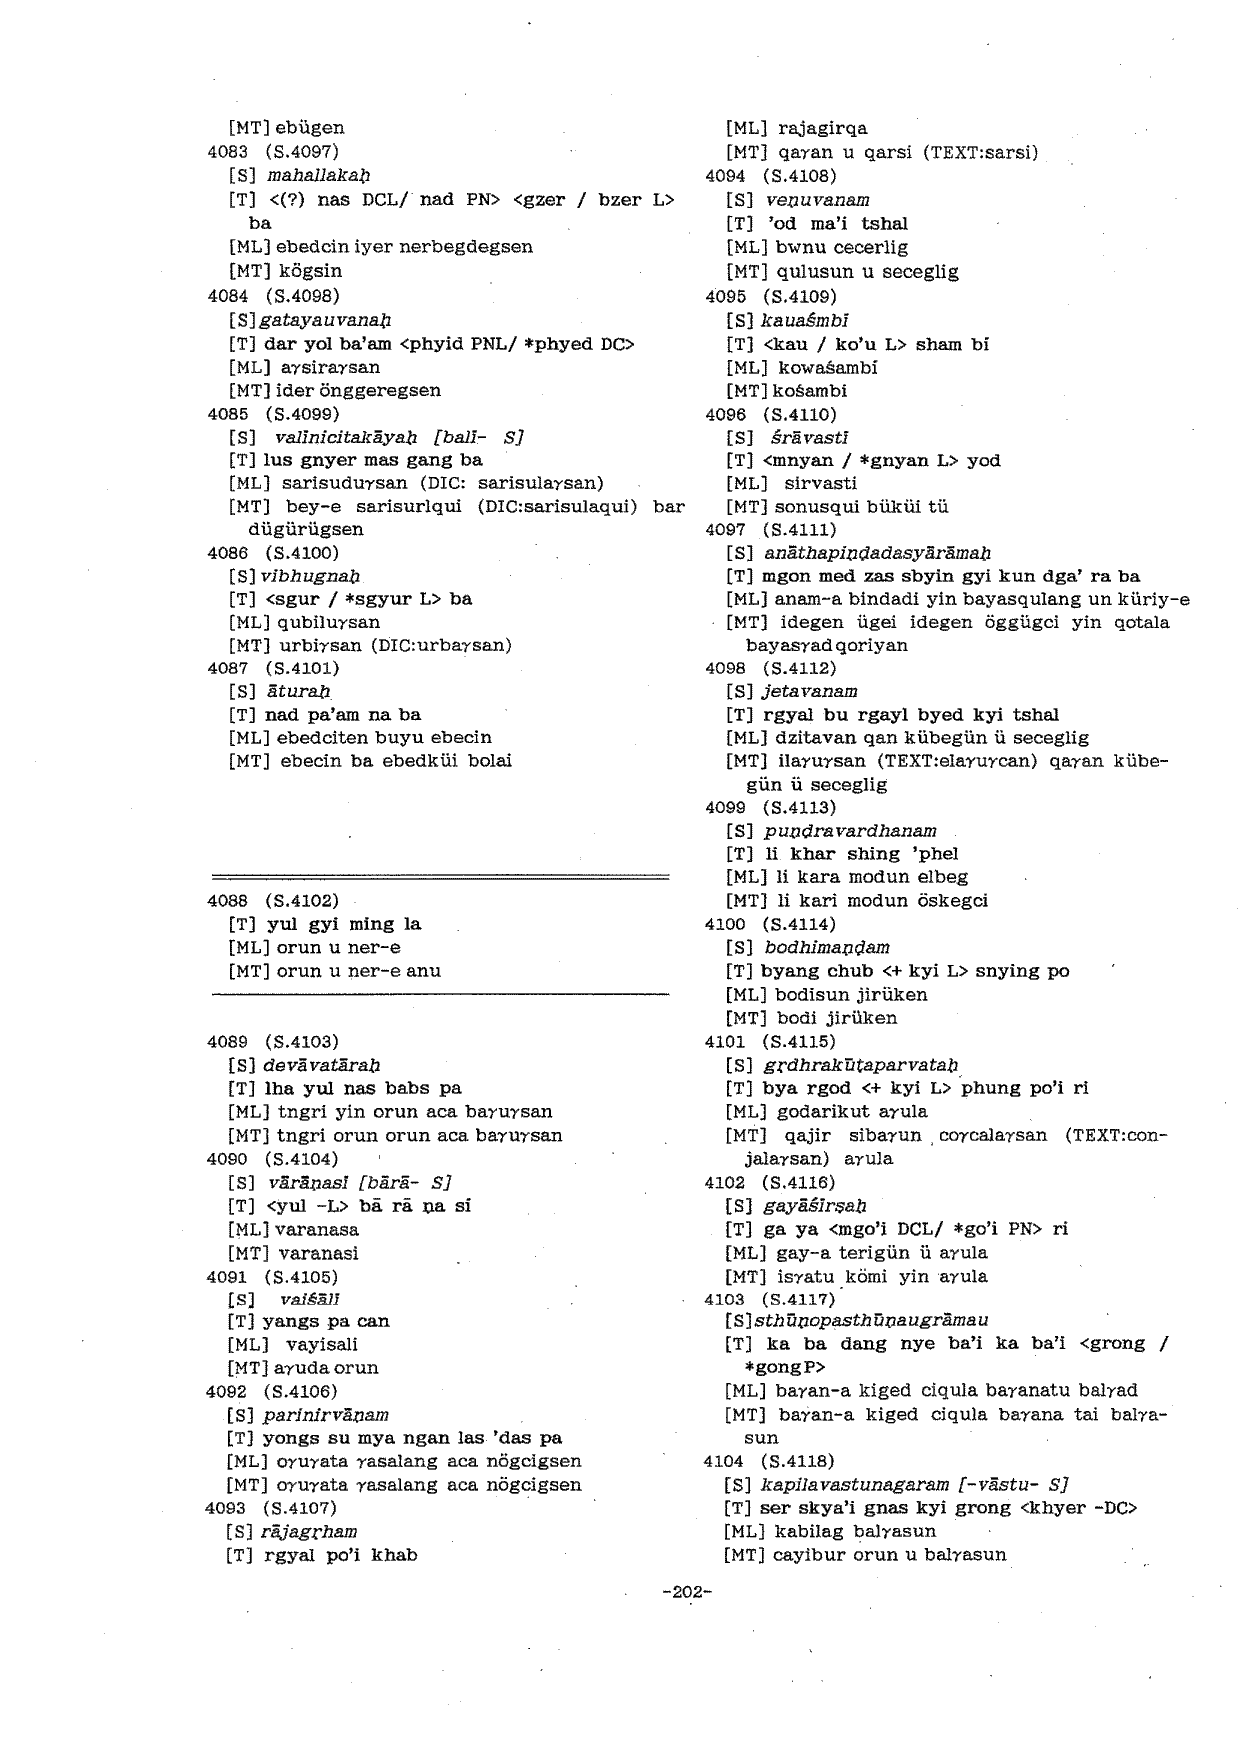 [MT] ebügen
4083 (S.4097)
[S] mahallakaḥ
[T] <(?) nas DCL/ nad PN> <gzer / bzer L>
ba
[ML] ebedcin iyer nerbegdegsen
[MT] kögsin
4084 (S.4098)
[S] gatayauvanaḥ
[T] dar yol ba'am <phyid PNL/ *phyed DC>
[ML] aγsiraγsan
[MT] ider önggeregsen
4085 (S.4099)
[S] valīnicitakāyaḥ [balī- S]
[T] lus gnyer mas gang ba
[ML] sarisuduγsan (DIC: sarisulaγsan)
[MT] bey-e sarisurlqui (DIC:sarisulaqui) bar
dügürügsen
4086 (S.4100)
[S] vibhugnaḥ
[T] <sgur / *sgyur L> ba
[ML] qubiluγsan
[MT] urbiγsan (DIC:urbaγsan)
4087 (S.4101)
[S] āturaḥ
[T] nad pa'am na ba
[ML] ebedciten buyu ebecin
[MT] ebecin ba ebedküi bolai
4088 (S.4102)
[T] yul gyi ming la
[ML] orun u ner-e
[MT] orun u ner-e anu
4089 (S.4103)
[S] devāvatāraḥ
[T] lha yul nas babs pa
[ML] tngri yin orun aca baγuγsan
[MT] tngri orun orun aca baγuγsan
4090 (S.4104)
[S] vārāṇasī [bārā- S]
[T] <yul -L> bā rā ṇa si
[ML] varanasa
[MT] varanasi
4091 (S.4105)
[S] vaiśālī
[T] yangs pa can
[ML] vayisali
[MT] aγuda orun
4092 (S.4106)
[S] parinirvāṇam
[T] yongs su mya ngan las 'das pa
[ML] oγuγata γasalang aca nögcigsen
[MT] oγuγata γasalang aca nögcigsen
4093 (S.4107)
[S] rājagṛham
[T] rgyal po'i khab
[ML] rajagirqa
[MT] qaγan u qarsi (TEXT:sarsi)
4094 (S.4108)
[S] veṇuvanam
[T] 'od ma'i tshal
[ML] bwnu cecerlig
[MT] qulusun u seceglig
4095 (S.4109)
[S] kauaśmbī
[T] <kau / ko'u L> sham bi
[ML] kowaśambi
[MT] kośambi
4096 (S.4110)
[S] śrāvastī
[T] <mnyan / *gnyan L> yod
[ML] sirvasti
[MT] sonusqui büküi tü
4097 (S.4111)
[S] anāthapiṇḍadasyārāmaḥ
[T] mgon med zas sbyin gyi kun dga' ra ba
[ML] anam-a bindadi yin bayasqulang un küriy-e
[MT] idegen ügei idegen öggügci yin qotala
bayasγad qoriyan
4098 (S.4112)
[S] jetavanam
[T] rgyal bu rgayl byed kyi tshal
[ML] dzitavan qan kübegün ü seceglig
[MT] ilaγuγsan (TEXT:elaγuγcan) qaγan kübe-
gün ü seceglig
4099 (S.4113)
[S] puṇḍravardhanam
[T] li khar shing 'phel
[ML] li kara modun elbeg
[MT] li kari modun öskegci
4100 (S.4114)
[S] bodhimaṇḍam
[T] byang chub <+ kyi L> snying po
[ML] bodisun jirüken
[MT] bodi jirüken
4101 (S.4115)
[S] gṛdhrakūṭaparvataḥ
[T] bya rgod <+ kyi L> phung po'i ri
[ML] godarikut aγula
[MT] qajir sibaγun coγcalaγsan (TEXT:con-
jalaγsan) aγula
4102 (S.4116)
[S] gayāśīrṣaḥ
[T] ga ya <mgo'i DCL/ *go'i PN> ri
[ML] gay-a terigün ü aγula
[MT] isγatu kömi yin aγula
4103 (S.4117)
[S] sthūṇopasthūṇaugrāmau
[T] ka ba dang nye ba'i ka ba'i <grong /
*gong P>
[ML] baγan-a kiged ciqula baγanatu balγad
[MT] baγan-a kiged ciqula baγana tai balγa-
sun
4104 (S.4118)
[S] kapilavastunagaram [-vāstu- S]
[T] ser skya'i gnas kyi grong <khyer -DC>
[ML] kabilag balγasun
[MT] cayibur orun u balγasun
-202-